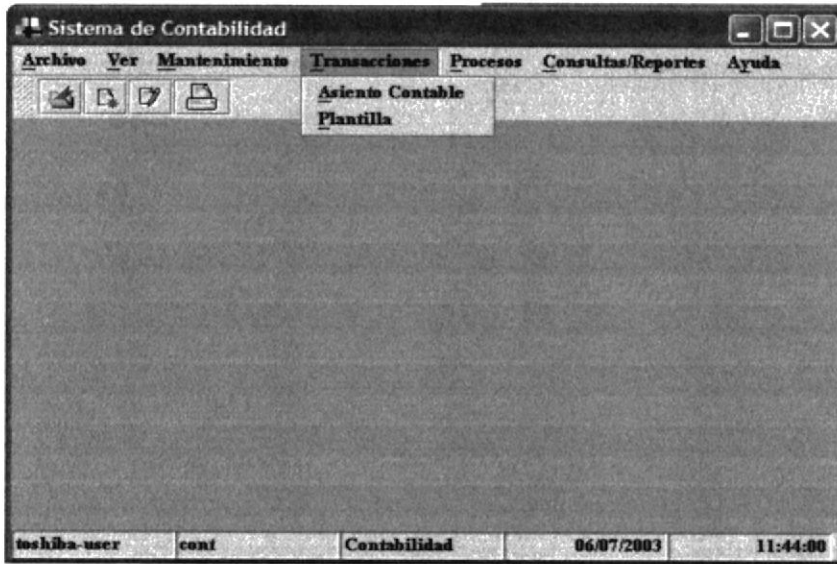 Sistema de Contabilidad
Archivo Ver Mantenimiento Transacciones Procesos Consultas/Reportes Ayuda
Asiento Contable
Plantilla
toshiba-user cont Contabilidad 06/07/2003 11:44:00